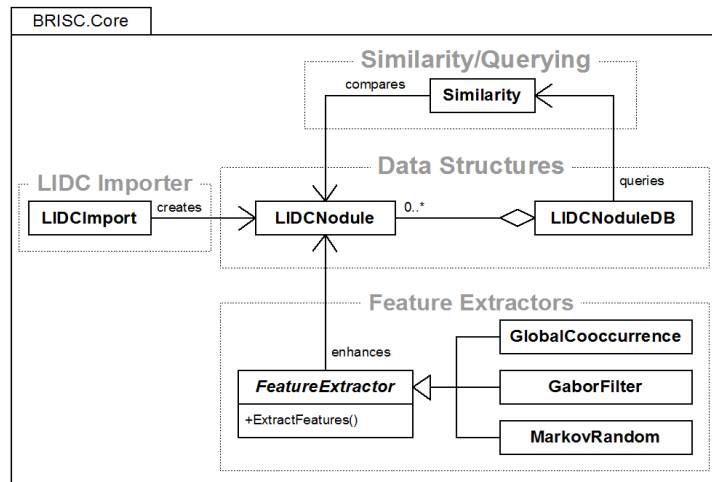 BRISC.Core
Similarity/Querying
compares
Similarity
Data Structures
queries
LIDC Importer
LIDCImport
creates
LIDCNodule
0..*
LIDCNoduleDB
Feature Extractors
enhances
GlobalCooccurrence
FeatureExtractor
GaborFilter
+ExtractFeatures()
MarkovRandom